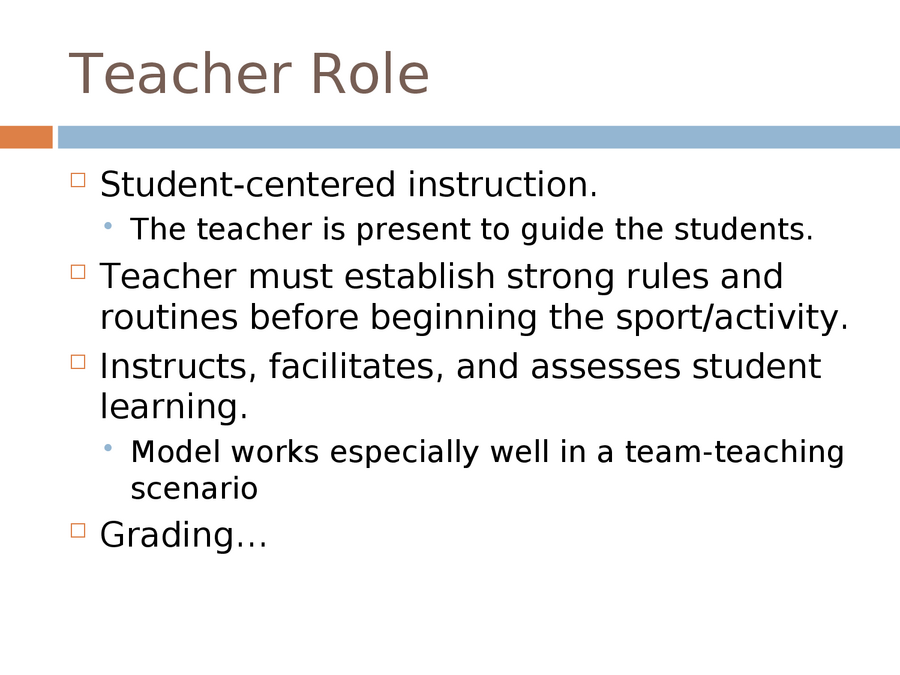 Teacher Role
Student-centered instruction.
The teacher is present to guide the students.
Teacher must establish strong rules and
routines before beginning the sport/activity.
Instructs, facilitates, and assesses student
learning.
Model works especially well in a team-teaching
scenario
Grading…